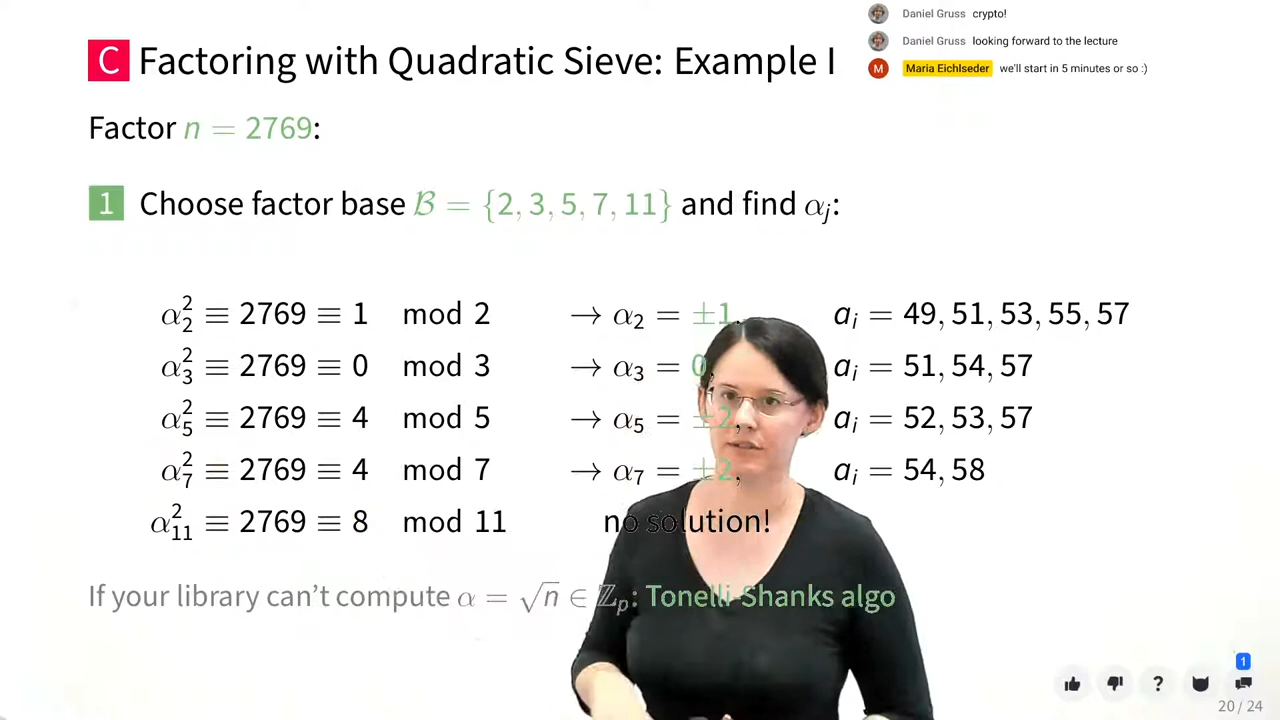 Daniel Gruss crypto!
C Factoring with Quadratic Sieve: Example I
Daniel Gruss looking forward to the lecture
M Maria Eichlseder we'll start in 5 minutes or so :)
Factor n = 2769:
1 Choose factor base ℬ = {2, 3, 5, 7, 11} and find αⱼ:
α₂² ≡ 2769 ≡ 1 mod 2 → α₂ = ±1, aᵢ = 49, 51, 53, 55, 57
α₃² ≡ 2769 ≡ 0 mod 3 → α₃ = 0, aᵢ = 51, 54, 57
α₅² ≡ 2769 ≡ 4 mod 5 → α₅ = ±2, aᵢ = 52, 53, 57
α₇² ≡ 2769 ≡ 4 mod 7 → α₇ = ±2, aᵢ = 54, 58
α₁₁² ≡ 2769 ≡ 8 mod 11 no solution!
If your library can't compute α = √n ∈ ℤₚ: Tonelli-Shanks algo
1
?
20 / 24